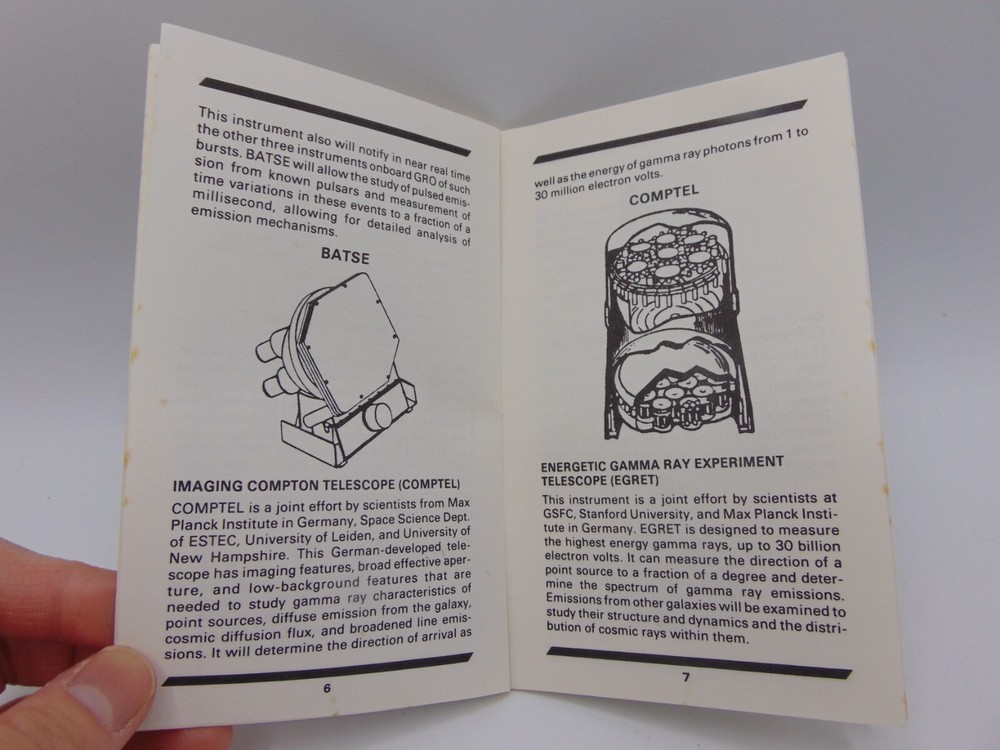 This instrument also will notify in near real time
the other three instruments onboard GRO of such
bursts. BATSE will allow the study of pulsed emis-
sion from known pulsars and measurement of
time variations in these events to a fraction of a
millisecond, allowing for detailed analysis of
emission mechanisms.
BATSE
IMAGING COMPTON TELESCOPE (COMPTEL)
COMPTEL is a joint effort by scientists from Max
Planck Institute in Germany, Space Science Dept.
of ESTEC, University of Leiden, and University of
New Hampshire. This German-developed tele-
scope has imaging features, broad effective aper-
ture, and low-background features that are
needed to study gamma ray characteristics of
point sources, diffuse emission from the galaxy,
cosmic diffusion flux, and broadened line emis-
sions. It will determine the direction of arrival as
6
well as the energy of gamma ray photons from 1 to
30 million electron volts.
COMPTEL
ENERGETIC GAMMA RAY EXPERIMENT
TELESCOPE (EGRET)
This instrument is a joint effort by scientists at
GSFC, Stanford University, and Max Planck Insti-
tute in Germany. EGRET is designed to measure
the highest energy gamma rays, up to 30 billion
electron volts. It can measure the direction of a
point source to a fraction of a degree and deter-
mine the spectrum of gamma ray emissions.
Emissions from other galaxies will be examined to
study their structure and dynamics and the distri-
bution of cosmic rays within them.
7